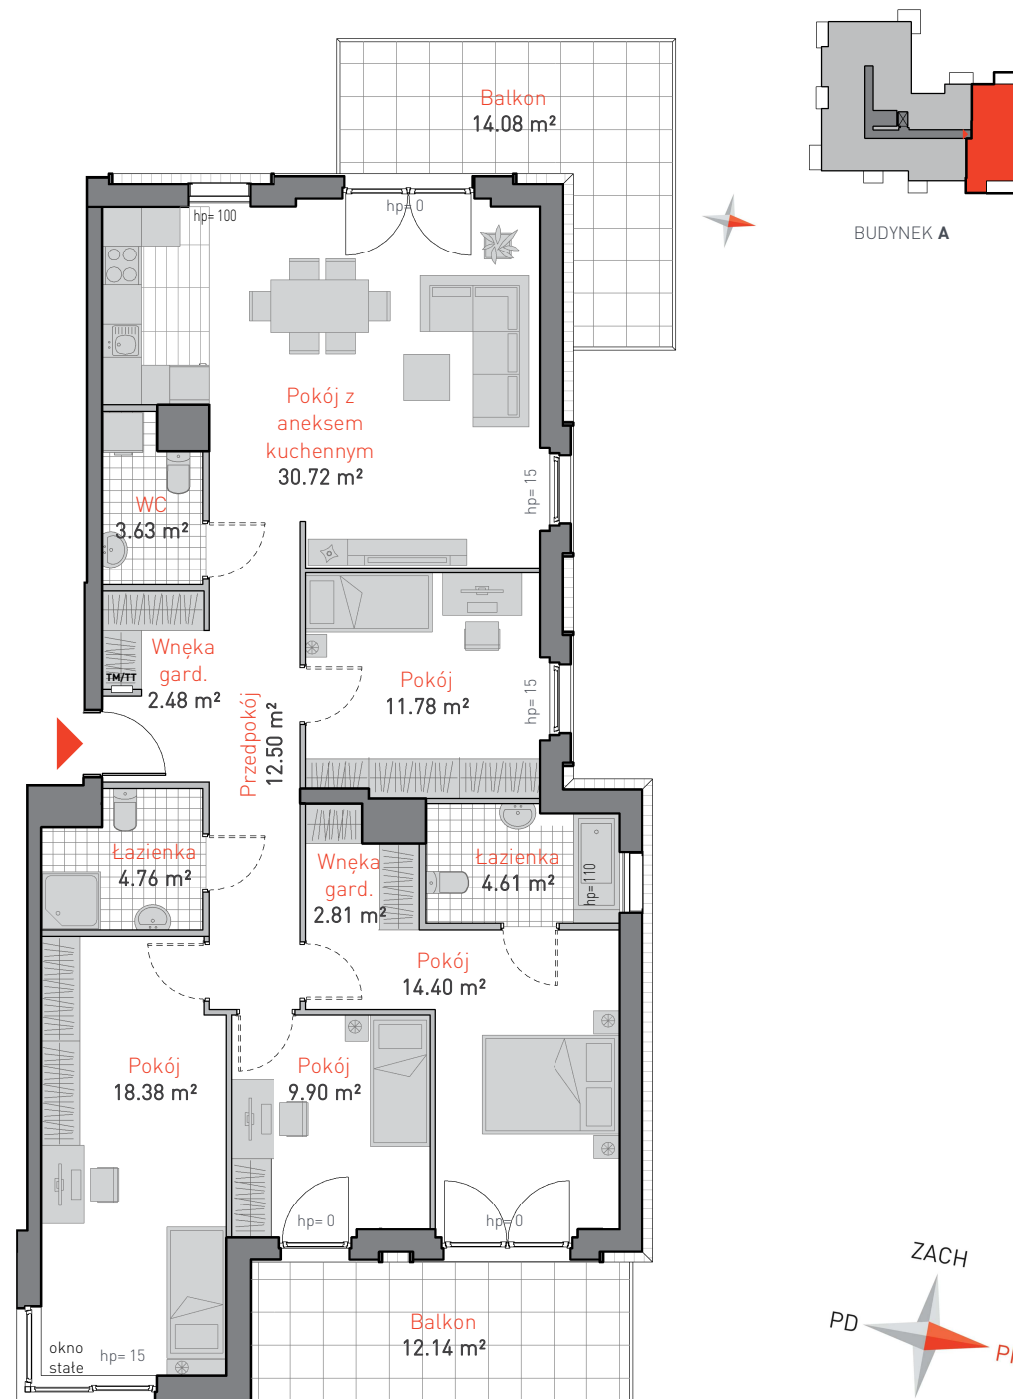 Balkon
14.08 m²
BUDYNEK A
hp= 100
hp= 0
Pokój z
aneksem
kuchennym
30.72 m²
hp= 15
WC
3.63 m²
Wnęka
gard.
2.48 m²
TM/TT
Pokój
11.78 m²
hp= 15
Przedpokój
12.50 m²
Łazienka
4.76 m²
Wnęka
gard.
2.81 m²
Łazienka
4.61 m²
hp= 110
Pokój
14.40 m²
Pokój
18.38 m²
Pokój
9.90 m²
hp= 0
hp= 0
okno
stałe
hp= 15
Balkon
12.14 m²
ZACH
PD